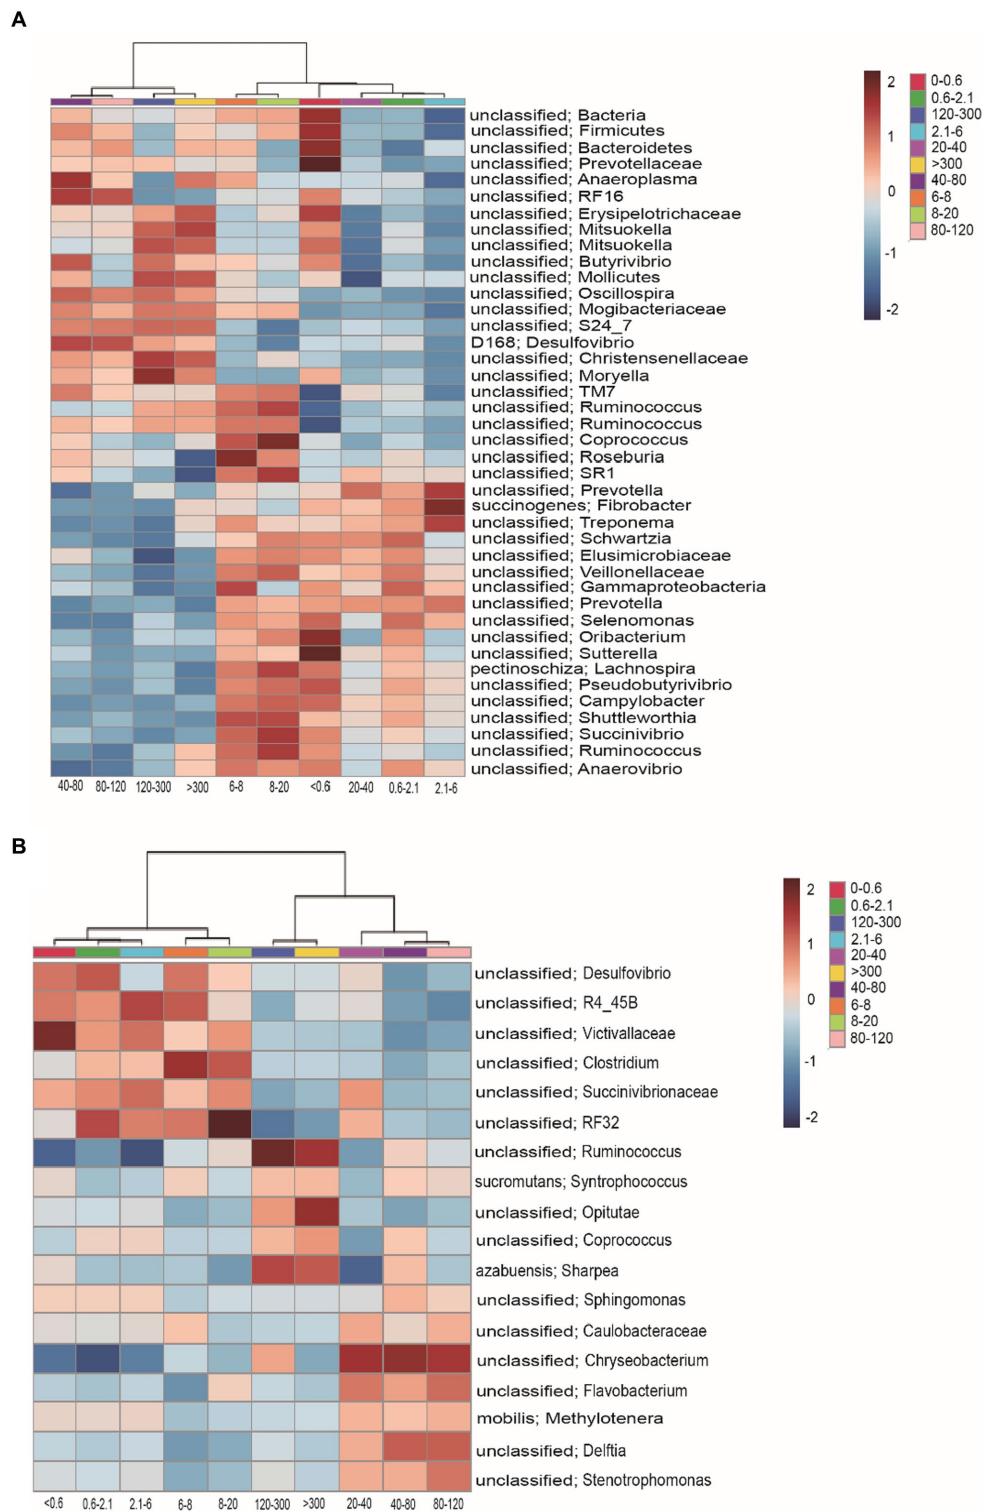 A
unclassified; Bacteria
unclassified; Firmicutes
unclassified; Bacteroidetes
unclassified; Prevotellaceae
unclassified; Anaeroplasma
unclassified; RF16
unclassified; Erysipelotrichaceae
unclassified; Mitsuokella
unclassified; Mitsuokella
unclassified; Butyrivibrio
unclassified; Mollicutes
unclassified; Oscillospira
unclassified; Mogibacteriaceae
unclassified; S24_7
D168; Desulfovibrio
unclassified; Christensenellaceae
unclassified; Moryella
unclassified; TM7
unclassified; Ruminococcus
unclassified; Ruminococcus
unclassified; Coprococcus
unclassified; Roseburia
unclassified; SR1
unclassified; Prevotella
succinogenes; Fibrobacter
unclassified; Treponema
unclassified; Schwartzia
unclassified; Elusimicrobiaceae
unclassified; Veillonellaceae
unclassified; Gammaproteobacteria
unclassified; Prevotella
unclassified; Selenomonas
unclassified; Oribacterium
unclassified; Sutterella
pectinoschiza; Lachnospira
unclassified; Pseudobutyrivibrio
unclassified; Campylobacter
unclassified; Shuttleworthia
unclassified; Succinivibrio
unclassified; Ruminococcus
unclassified; Anaerovibrio
40-80 80-120 120-300 >300 6-8 8-20 <0.6 20-40 0.6-2.1 2.1-6
2
1
0
-1
-2
0-0.6
0.6-2.1
120-300
2.1-6
20-40
>300
40-80
6-8
8-20
80-120
B
unclassified; Desulfovibrio
unclassified; R4_45B
unclassified; Victivallaceae
unclassified; Clostridium
unclassified; Succinivibrionaceae
unclassified; RF32
unclassified; Ruminococcus
sucromutans; Syntrophococcus
unclassified; Opitutae
unclassified; Coprococcus
azabuensis; Sharpea
unclassified; Sphingomonas
unclassified; Caulobacteraceae
unclassified; Chryseobacterium
unclassified; Flavobacterium
mobilis; Methylotenera
unclassified; Delftia
unclassified; Stenotrophomonas
<0.6 0.6-2.1 2.1-6 6-8 8-20 120-300 >300 20-40 40-80 80-120
2
1
0
-1
-2
0-0.6
0.6-2.1
120-300
2.1-6
20-40
>300
40-80
6-8
8-20
80-120